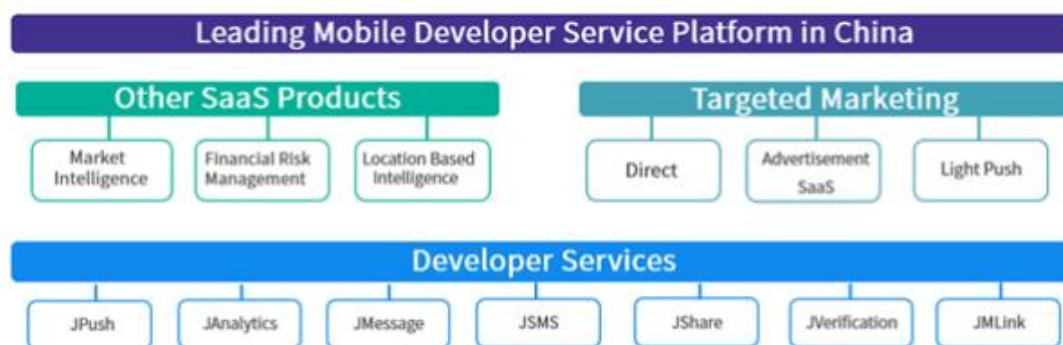 Leading Mobile Developer Service Platform in China
Other SaaS Products
Targeted Marketing
Market
Intelligence
Financial Risk
Management
Location Based
Intelligence
Direct
Advertisement
SaaS
Light Push
Developer Services
JPush
JAnalytics
JMessage
JSMS
JShare
JVerification
JMLink